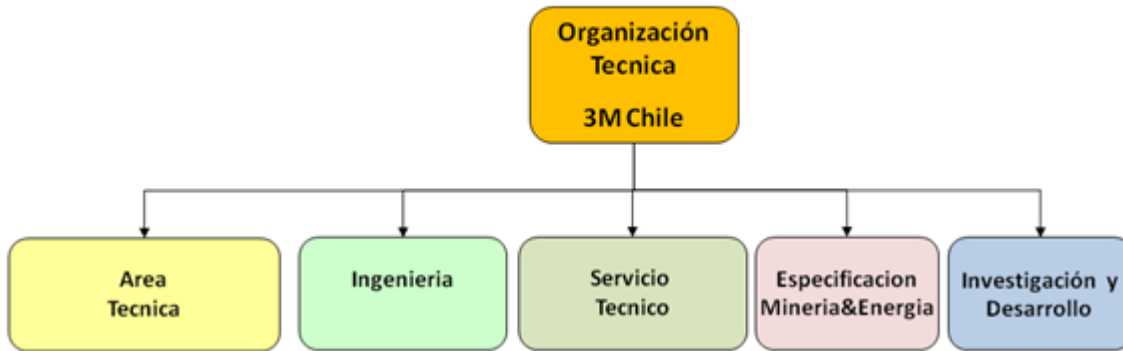 Organización
Tecnica
3M Chile
Area
Tecnica
Ingenieria
Servicio
Tecnico
Especificacion
Mineria&Energia
Investigación y
Desarrollo